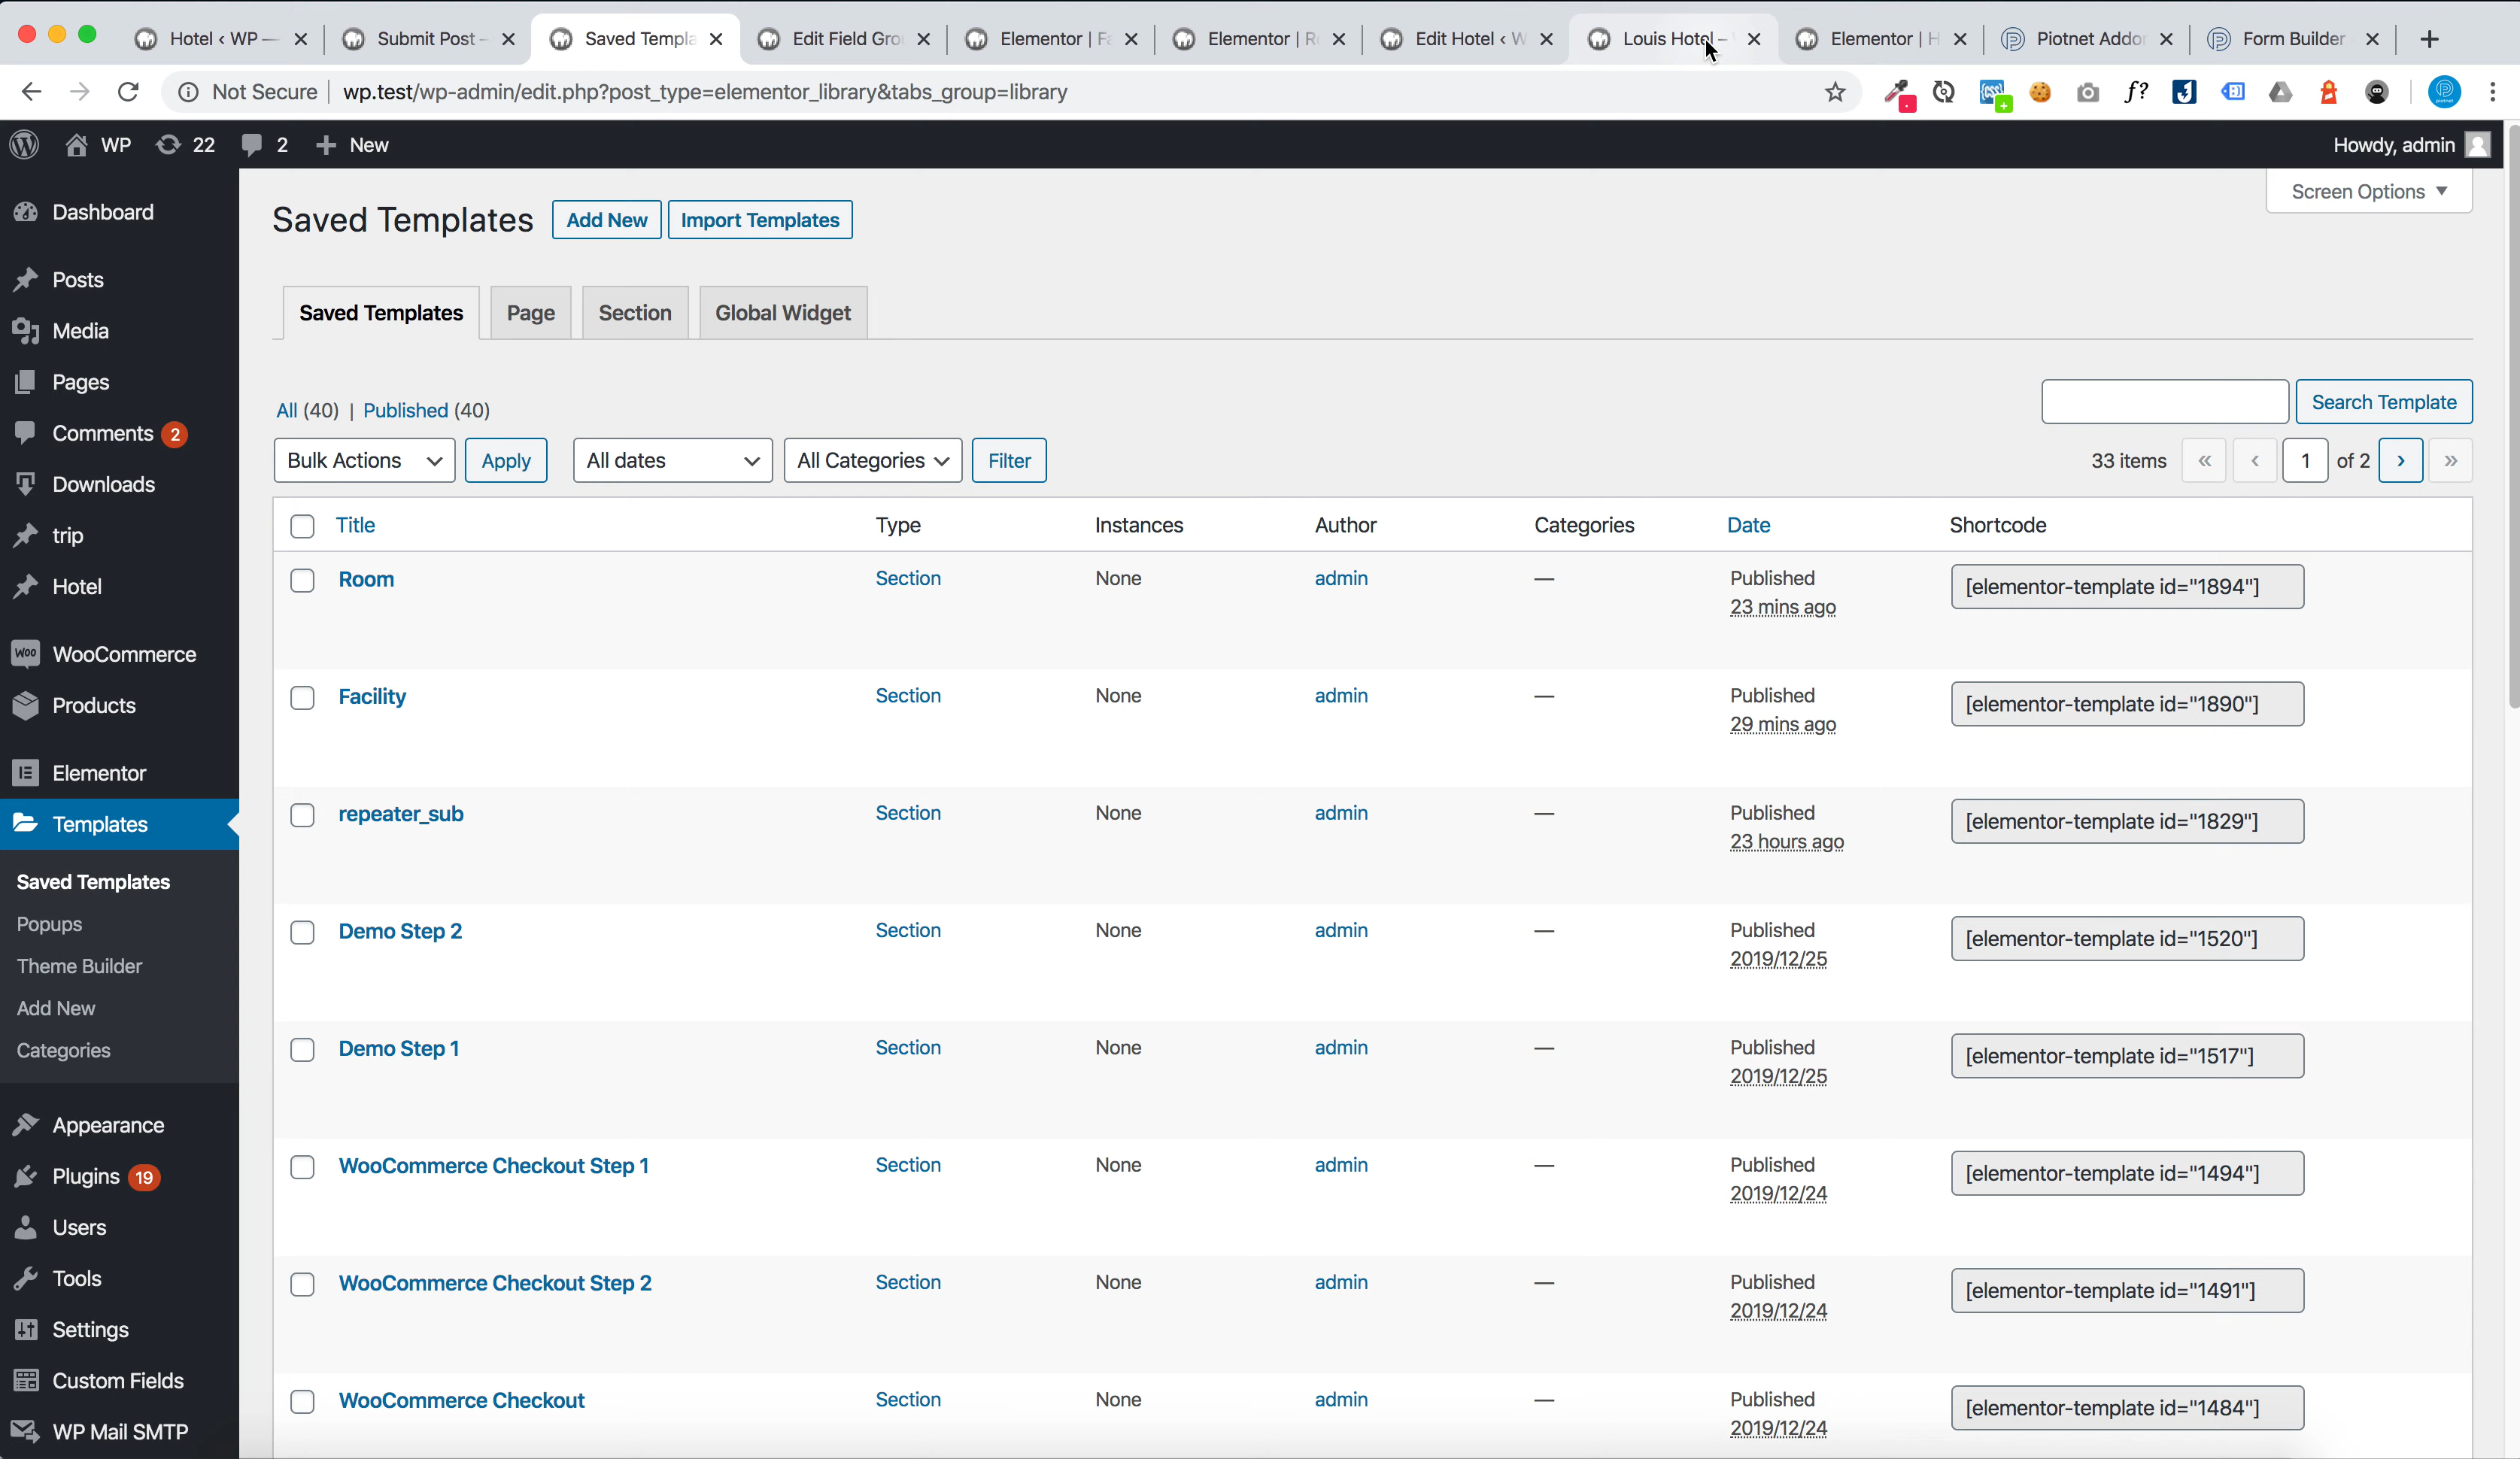 Hotel ‹ WP —
Submit Post –
Saved Templa
Edit Field Gro
Elementor | Fa
Elementor | R
Edit Hotel ‹ W
Louis Hotel –
Elementor | H
Piotnet Addo
Form Builder
Not Secure
wp.test/wp-admin/edit.php?post_type=elementor_library&tabs_group=library
f?
WP
22
2
New
Howdy, admin
Screen Options
Dashboard
Posts
Media
Pages
Comments 2
Downloads
trip
Hotel
WooCommerce
Products
Elementor
Templates
Saved Templates
Popups
Theme Builder
Add New
Categories
Appearance
Plugins 19
Users
Tools
Settings
Custom Fields
WP Mail SMTP
Saved Templates
Add New
Import Templates
Saved Templates
Page
Section
Global Widget
All (40) | Published (40)
Search Template
Bulk Actions
Apply
All dates
All Categories
Filter
33 items
«
‹
1
of 2
›
»
Title Type Instances Author Categories Date Shortcode
Room Section None admin — Published [elementor-template id="1894"]
23 mins ago
Facility Section None admin — Published [elementor-template id="1890"]
29 mins ago
repeater_sub Section None admin — Published [elementor-template id="1829"]
23 hours ago
Demo Step 2 Section None admin — Published [elementor-template id="1520"]
2019/12/25
Demo Step 1 Section None admin — Published [elementor-template id="1517"]
2019/12/25
WooCommerce Checkout Step 1 Section None admin — Published [elementor-template id="1494"]
2019/12/24
WooCommerce Checkout Step 2 Section None admin — Published [elementor-template id="1491"]
2019/12/24
WooCommerce Checkout Section None admin — Published [elementor-template id="1484"]
2019/12/24